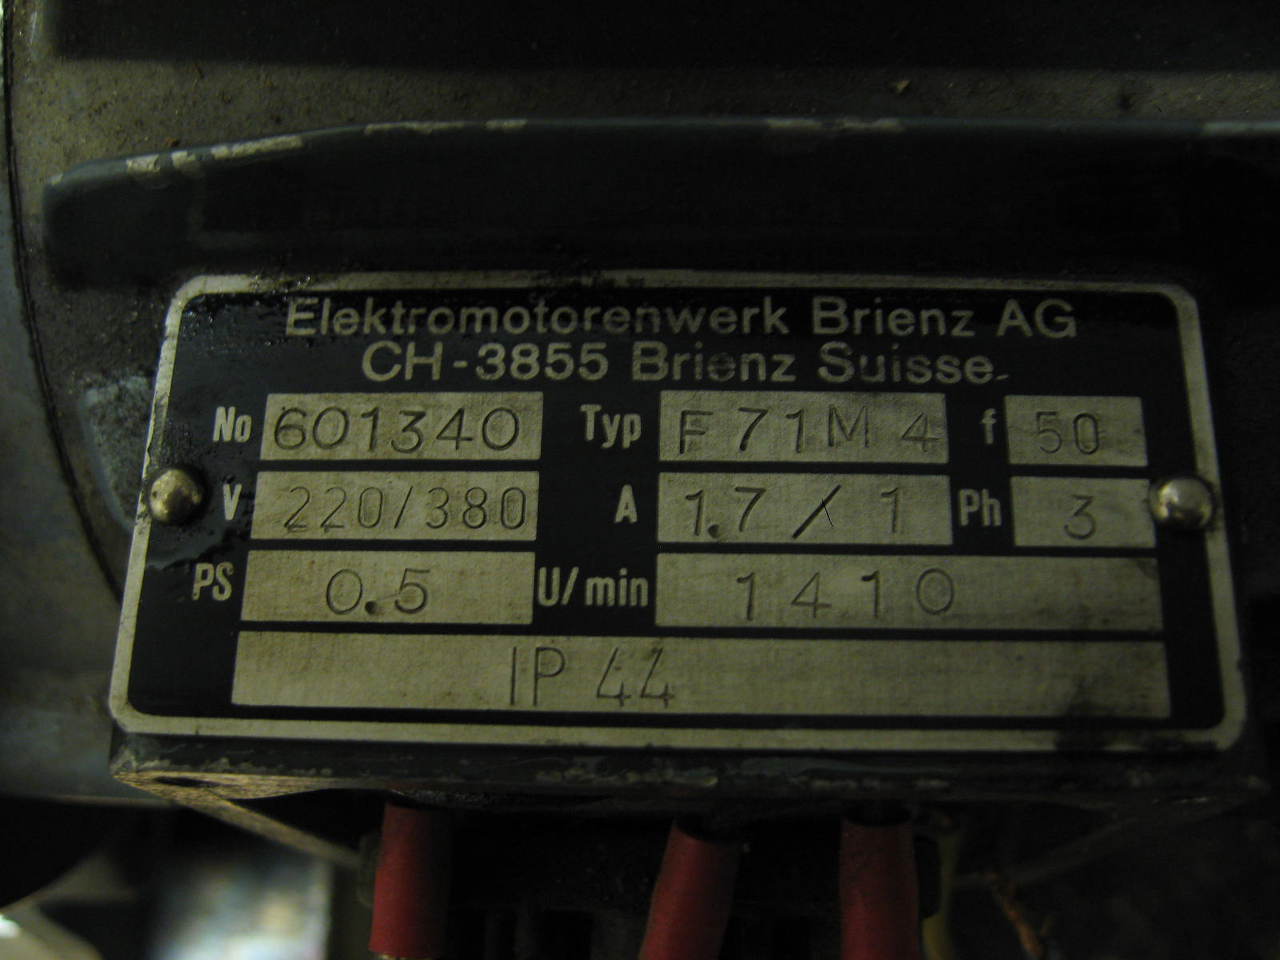 Elektromotorenwerk Brienz AG
CH-3855 Brienz Suisse
No 601340 Typ F 71M 4 f 50
V 220/380 A 1.7 / 1 Ph 3
PS 0.5 U/min 1410
IP 44